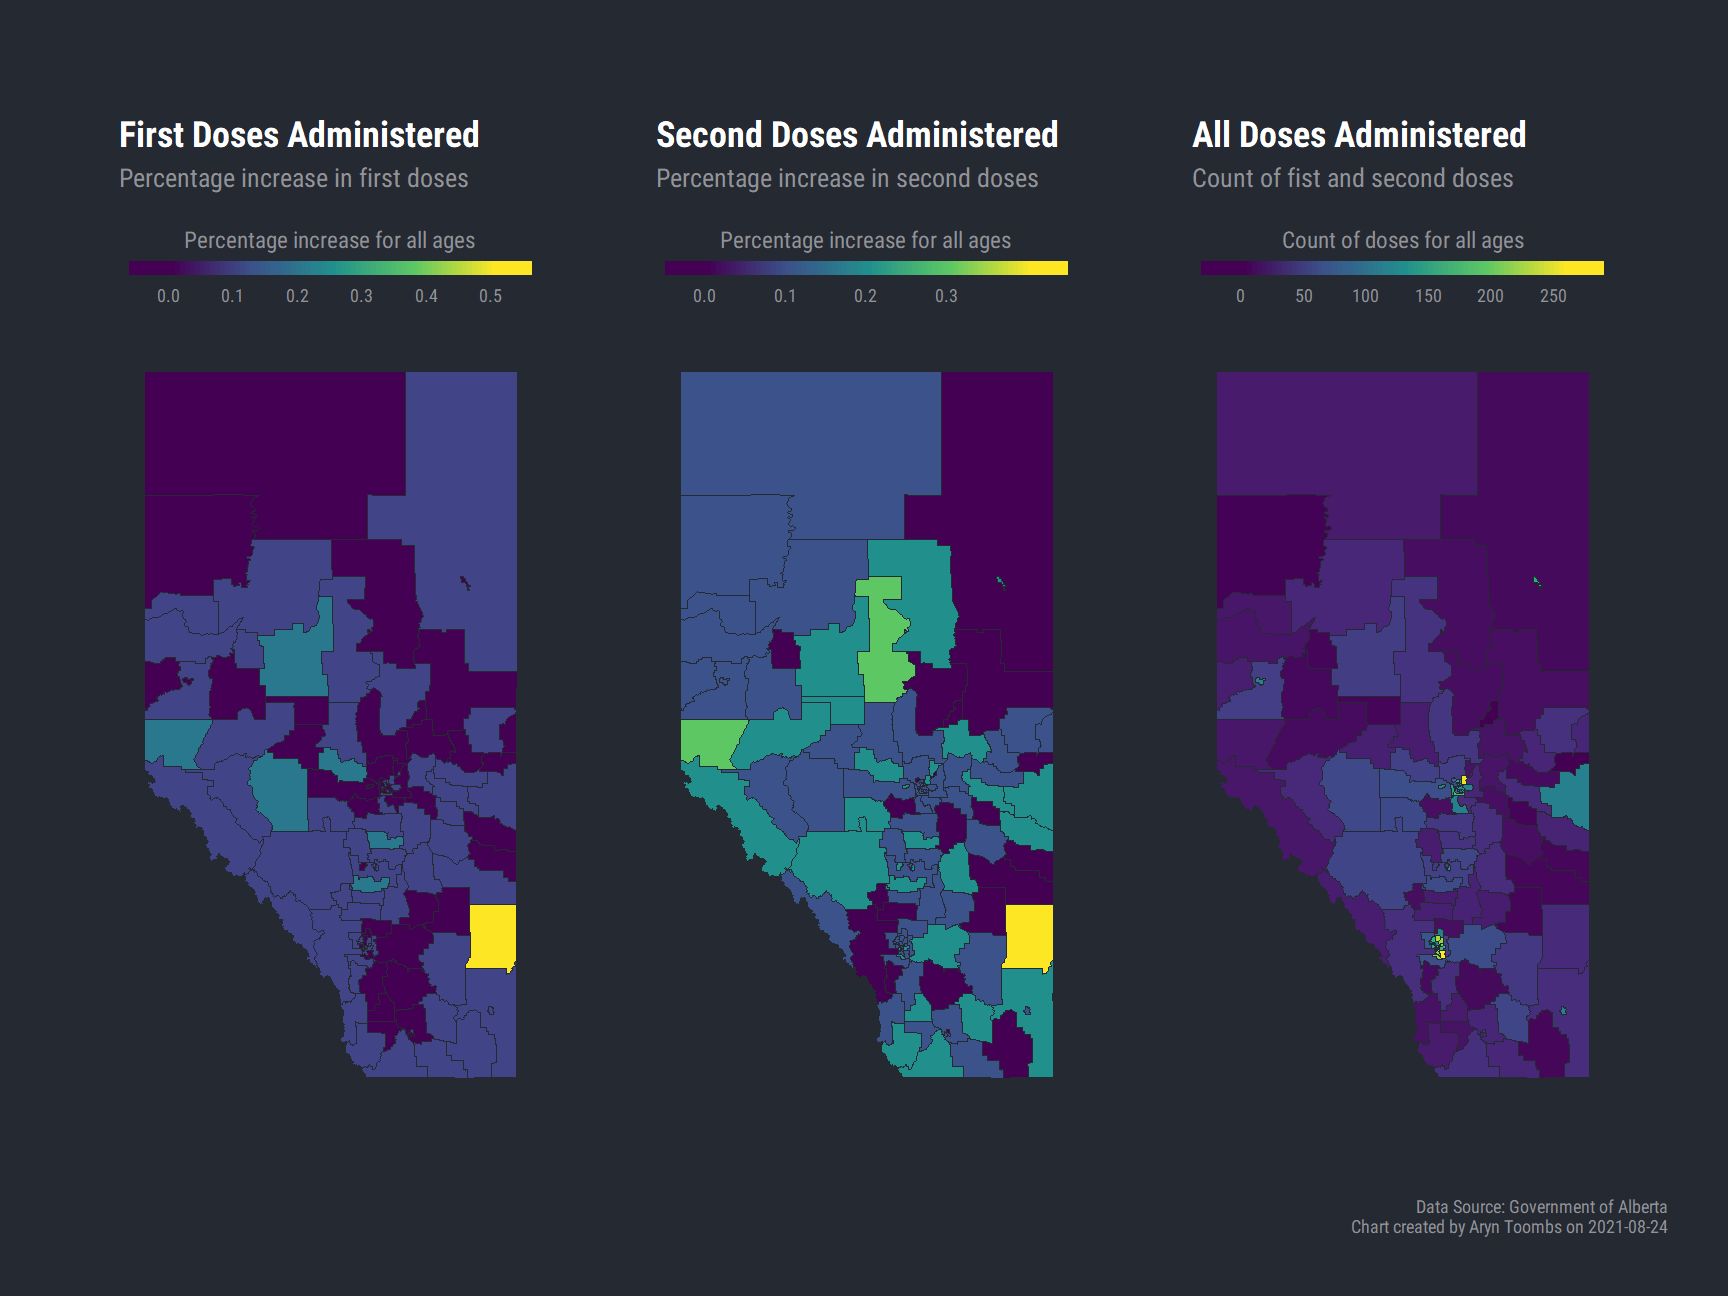 First Doses Administered
Percentage increase in first doses
Percentage increase for all ages
0.0 0.1 0.2 0.3 0.4 0.5
Second Doses Administered
Percentage increase in second doses
Percentage increase for all ages
0.0 0.1 0.2 0.3
All Doses Administered
Count of fist and second doses
Count of doses for all ages
0 50 100 150 200 250
Data Source: Government of Alberta
Chart created by Aryn Toombs on 2021-08-24